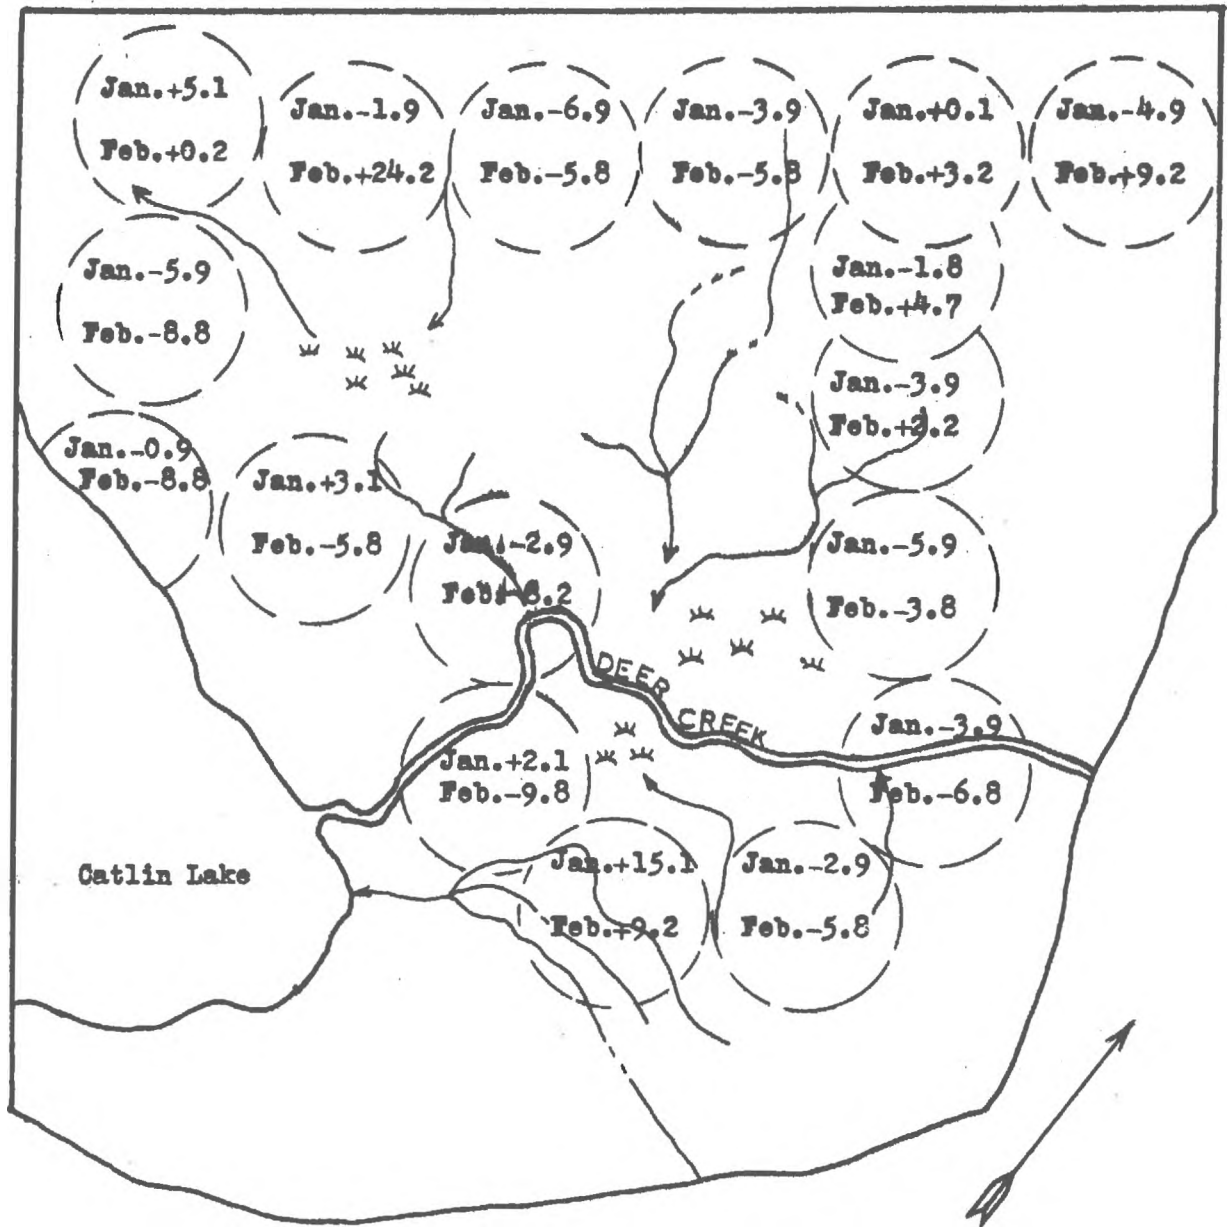 Jan.+5.1
Feb.+0.2
Jan.-1.9
Feb.+24.2
Jan.-6.9
Feb.-5.8
Jan.-3.9
Feb.-5.8
Jan.+0.1
Feb.+3.2
Jan.-4.9
Feb.+9.2
Jan.-5.9
Feb.-8.8
Jan.-1.8
Feb.+4.7
Jan.-3.9
Feb.+2.2
Jan.-0.9
Feb.-8.8
Jan.+3.1
Feb.-5.8
Jan.-2.9
Jan.-5.9
Feb.-3.8
DEER
CREEK
Jan.-3.9
Feb.-6.8
Jan.+2.1
Feb.-9.8
Catlin Lake
Jan.+15.1
Feb.+9.2
Jan.-2.9
Feb.-5.8